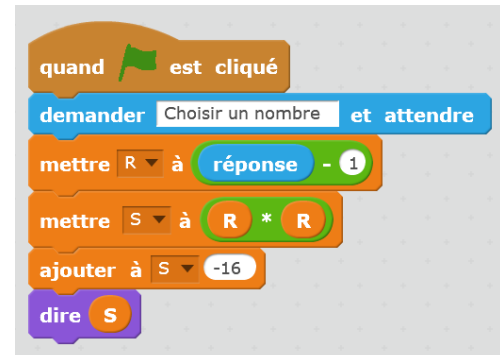 quand est cliqué
demander Choisir un nombre et attendre
mettre R à réponse - 1
mettre S à R * R
ajouter à S -16
dire S